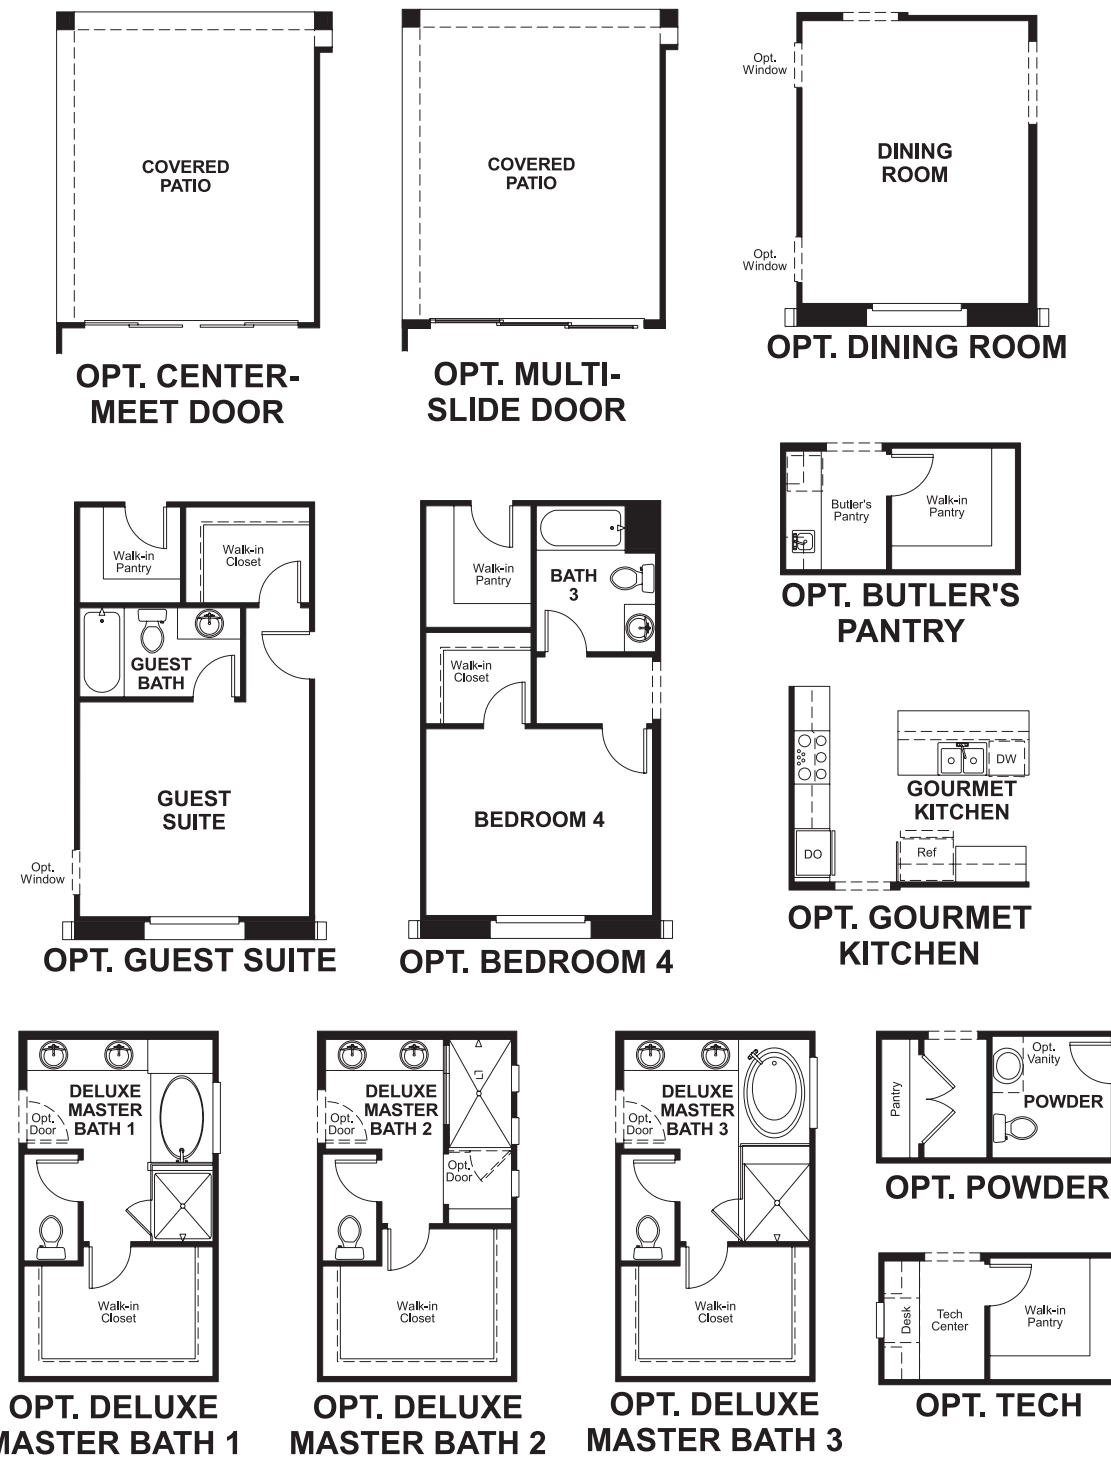 COVERED
PATIO
OPT. CENTER-
MEET DOOR
COVERED
PATIO
OPT. MULTI-
SLIDE DOOR
Opt.
Window
DINING
ROOM
Opt.
Window
OPT. DINING ROOM
Butler's
Pantry
Walk-in
Pantry
OPT. BUTLER'S
PANTRY
Walk-in
Pantry
Walk-in
Closet
GUEST
BATH
GUEST
SUITE
Opt.
Window
OPT. GUEST SUITE
Walk-in
Pantry
BATH
3
Walk-in
Closet
BEDROOM 4
OPT. BEDROOM 4
DW
GOURMET
KITCHEN
DO
Ref
OPT. GOURMET
KITCHEN
DELUXE
MASTER
BATH 1
Opt.
Door
Walk-in
Closet
OPT. DELUXE
MASTER BATH 1
DELUXE
MASTER
BATH 2
Opt.
Door
Opt.
Door
Walk-in
Closet
OPT. DELUXE
MASTER BATH 2
DELUXE
MASTER
BATH 3
Opt.
Door
Walk-in
Closet
OPT. DELUXE
MASTER BATH 3
Pantry
Opt.
Vanity
POWDER
OPT. POWDER
Desk
Tech
Center
Walk-in
Pantry
OPT. TECH